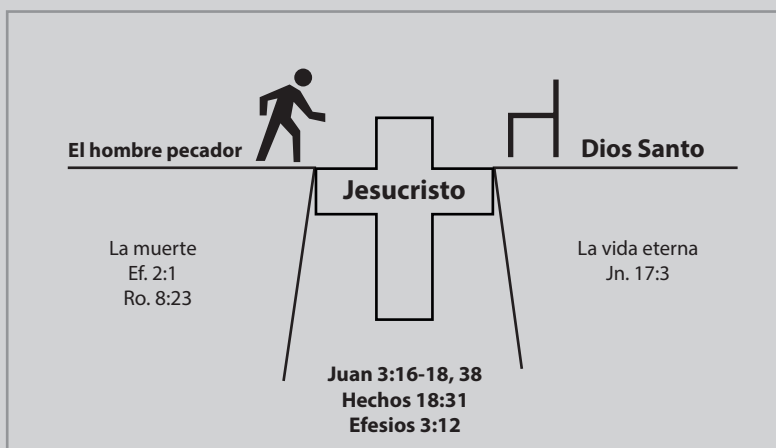 El hombre pecador
Dios Santo
Jesucristo
La muerte
Ef. 2:1
Ro. 8:23
La vida eterna
Jn. 17:3
Juan 3:16-18, 38
Hechos 18:31
Efesios 3:12